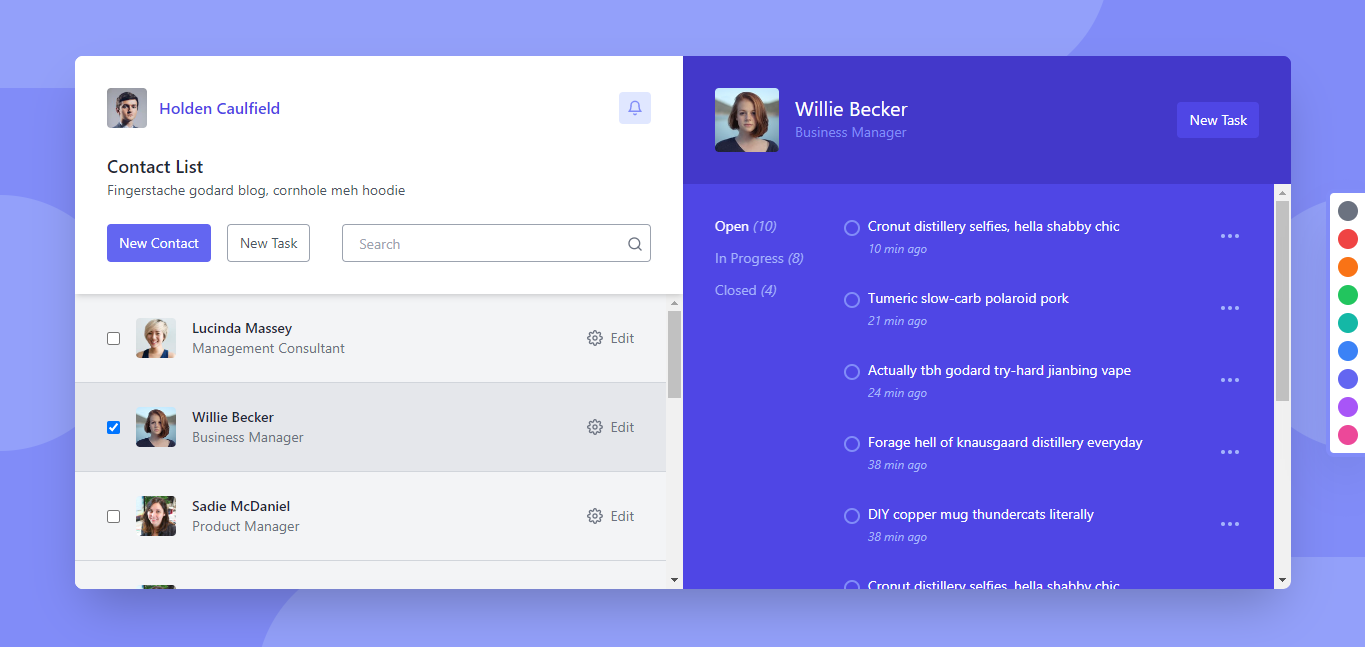 Holden Caulfield
Contact List
Fingerstache godard blog, cornhole meh hoodie
New Contact
New Task
Search
Lucinda Massey
Management Consultant
Edit
Willie Becker
Business Manager
Edit
Sadie McDaniel
Product Manager
Edit
Willie Becker
Business Manager
New Task
Open (10)
In Progress (8)
Closed (4)
Cronut distillery selfies, hella shabby chic
10 min ago
Tumeric slow-carb polaroid pork
21 min ago
Actually tbh godard try-hard jianbing vape
24 min ago
Forage hell of knausgaard distillery everyday
38 min ago
DIY copper mug thundercats literally
38 min ago
Cronut distillery selfies, hella shabby chic